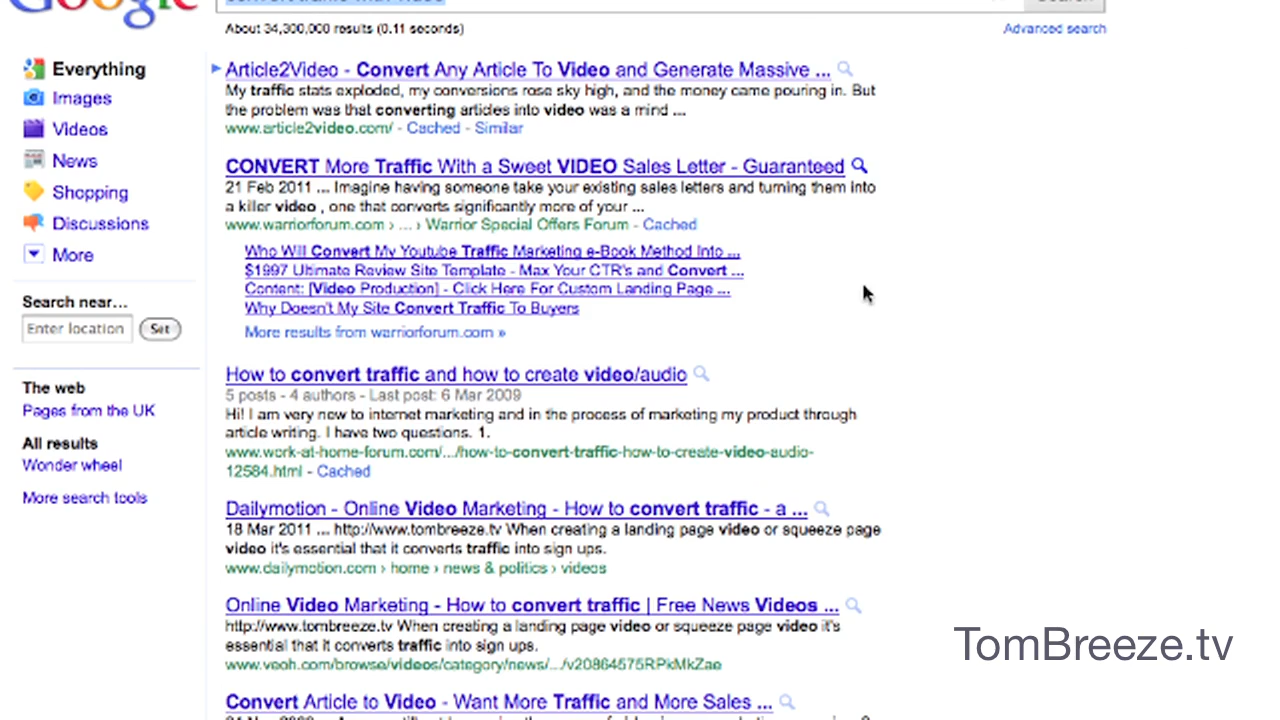 Google
Search
About 34,300,000 results (0.11 seconds)
Advanced search
Everything
Images
Videos
News
Shopping
Discussions
More
Search near...
Enter location
Set
The web
Pages from the UK
All results
Wonder wheel
More search tools
Article2Video - Convert Any Article To Video and Generate Massive ...
My traffic stats exploded, my conversions rose sky high, and the money came pouring in. But
the problem was that converting articles into video was a mind ...
www.article2video.com/ - Cached - Similar
CONVERT More Traffic With a Sweet VIDEO Sales Letter - Guaranteed
21 Feb 2011 ... Imagine having someone take your existing sales letters and turning them into
a killer video , one that converts significantly more of your ...
www.warriorforum.com › ... › Warrior Special Offers Forum - Cached
Who Will Convert My Youtube Traffic Marketing e-Book Method Into ...
$1997 Ultimate Review Site Template - Max Your CTR's and Convert ...
Content: [Video Production] - Click Here For Custom Landing Page ...
Why Doesn't My Site Convert Traffic To Buyers
More results from warriorforum.com »
How to convert traffic and how to create video/audio
5 posts - 4 authors - Last post: 6 Mar 2009
Hi! I am very new to internet marketing and in the process of marketing my product through
article writing. I have two questions. 1.
www.work-at-home-forum.com/.../how-to-convert-traffic-how-to-create-video-audio-
12584.html - Cached
Dailymotion - Online Video Marketing - How to convert traffic - a ...
18 Mar 2011 ... http://www.tombreeze.tv When creating a landing page video or squeeze page
video it's essential that it converts traffic into sign ups.
www.dailymotion.com › home › news & politics › videos
Online Video Marketing - How to convert traffic | Free News Videos ...
http://www.tombreeze.tv When creating a landing page video or squeeze page video it's
essential that it converts traffic into sign ups.
www.veoh.com/browse/videos/category/news/.../v20864575RPkMkZae
Convert Article to Video - Want More Traffic and More Sales ...
TomBreeze.tv